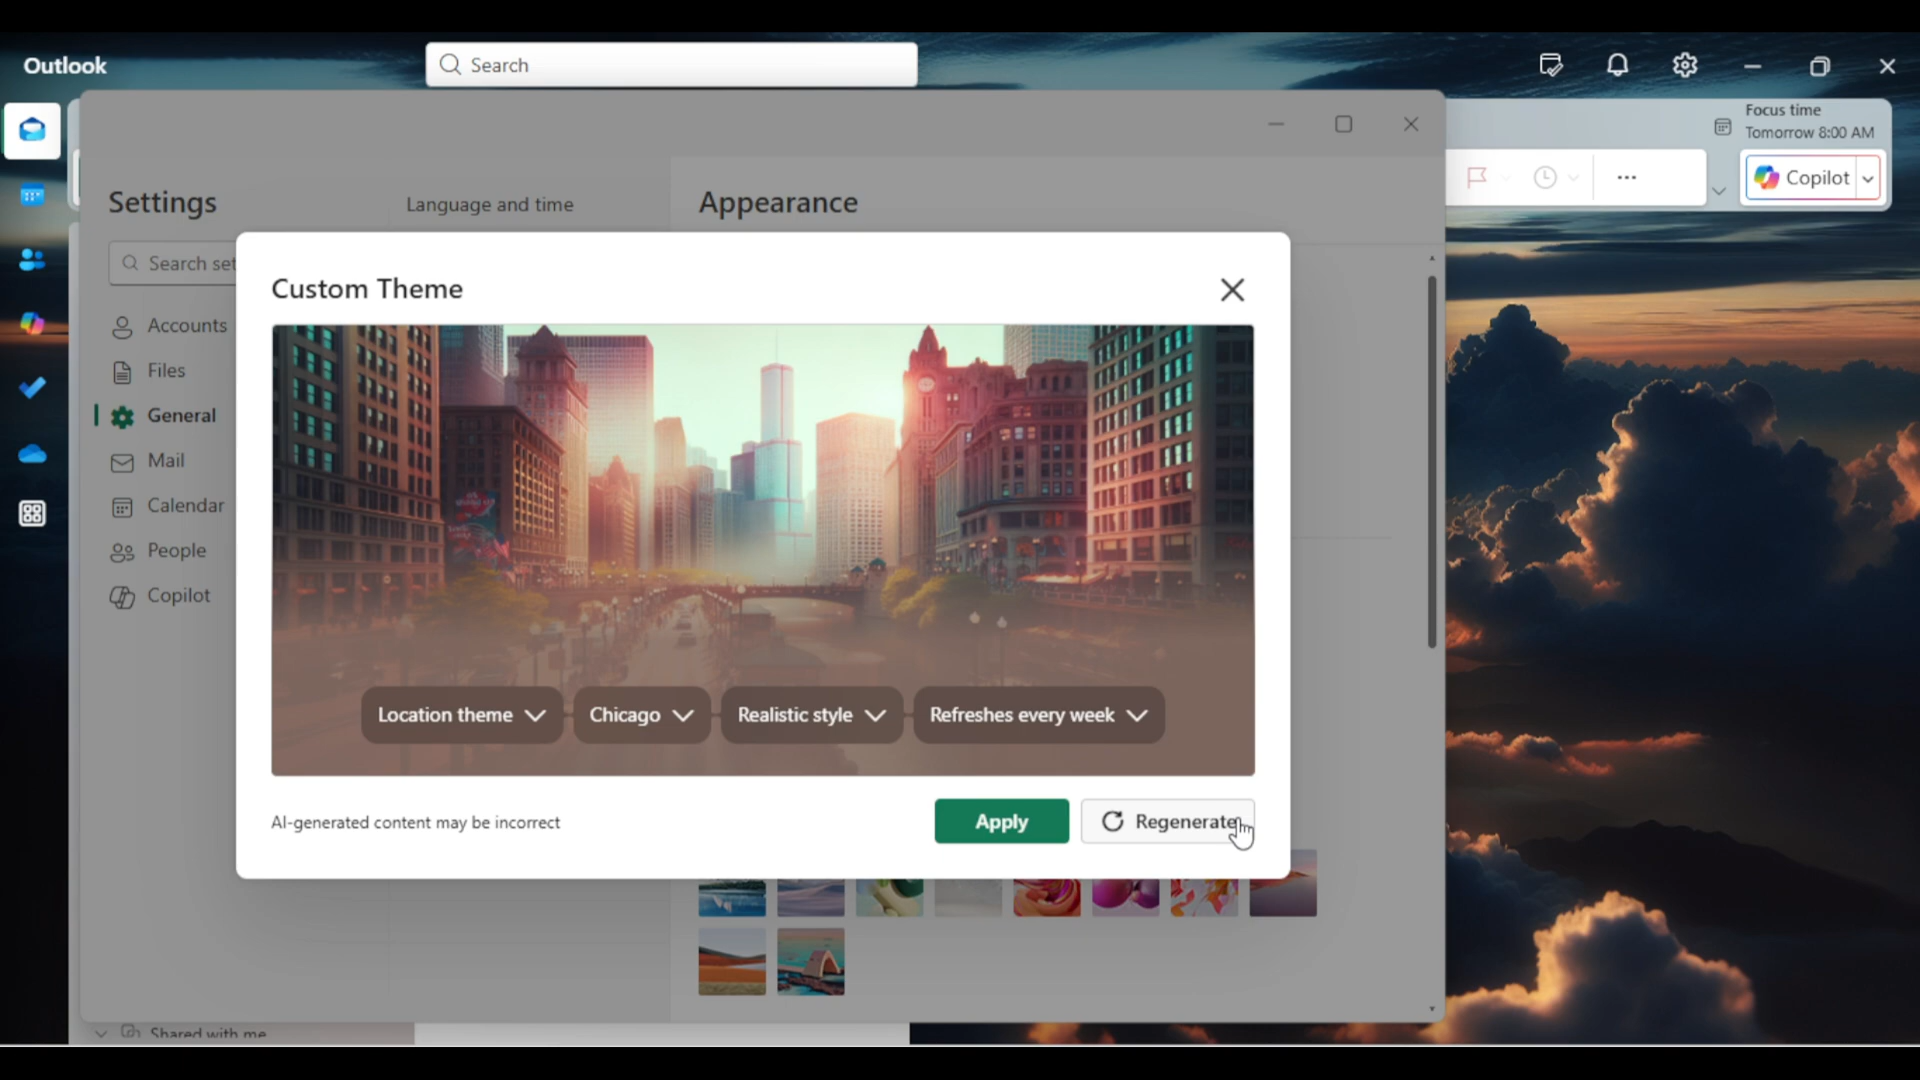 Outlook
Search
Focus time
Tomorrow 8:00 AM
Copilot
Settings
Language and time
Appearance
Search set
Accounts
Files
General
Mail
Calendar
People
Copilot
Custom Theme
Location theme
Chicago
Realistic style
Refreshes every week
AI-generated content may be incorrect
Apply
Regenerate
Shared with me